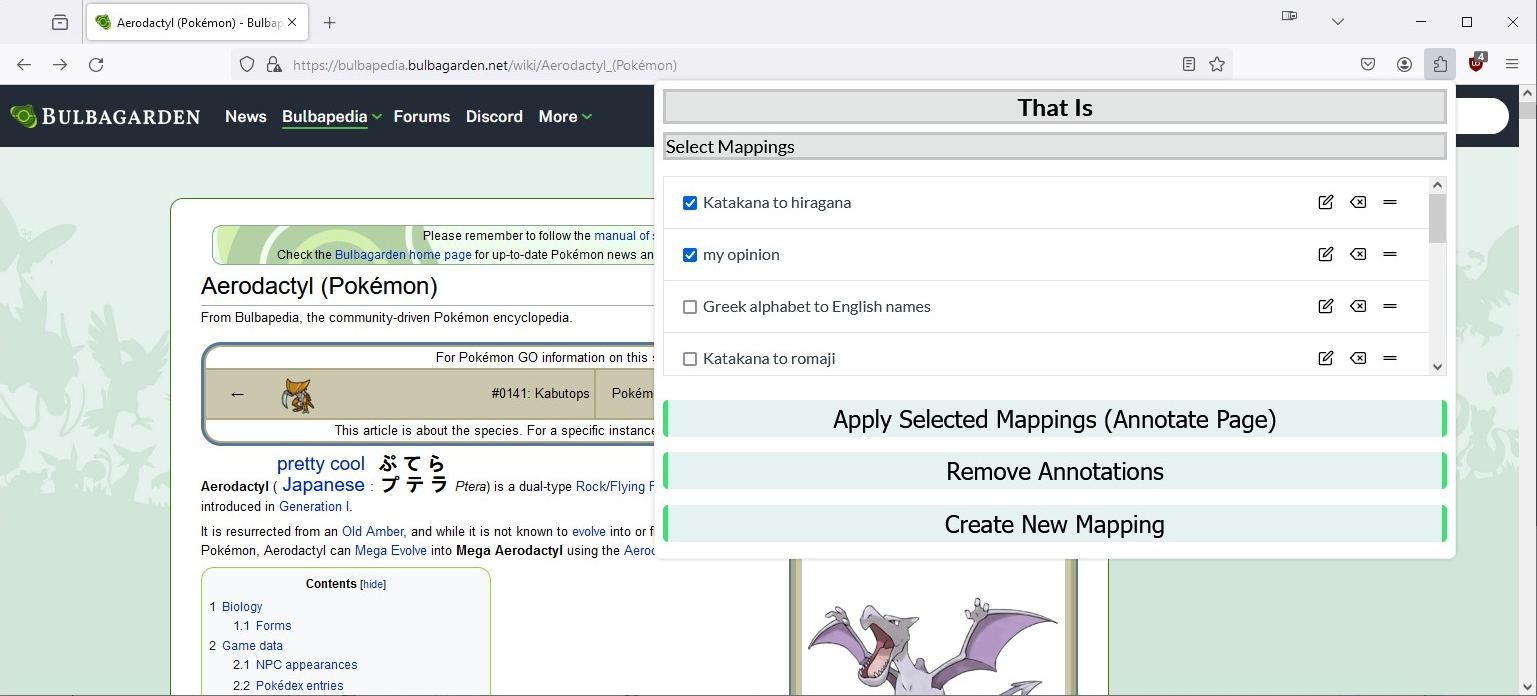 Aerodactyl (Pokémon) - Bulbap
https://bulbapedia.bulbagarden.net/wiki/Aerodactyl_(Pokémon)
4
BULBAGARDEN News Bulbapedia Forums Discord More
That Is
Select Mappings
Katakana to hiragana
my opinion
Greek alphabet to English names
Katakana to romaji
Apply Selected Mappings (Annotate Page)
Remove Annotations
Create New Mapping
Please remember to follow the manual of
Check the Bulbagarden home page for up-to-date Pokémon news an
Aerodactyl (Pokémon)
From Bulbapedia, the community-driven Pokémon encyclopedia.
For Pokémon GO information on this
← #0141: Kabutops Pokém
This article is about the species. For a specific instance
pretty cool ぷてら
Aerodactyl ( Japanese : プテラ Ptera) is a dual-type Rock/Flying
introduced in Generation I.
It is resurrected from an Old Amber, and while it is not known to evolve into or f
Pokémon, Aerodactyl can Mega Evolve into Mega Aerodactyl using the Aerod
Contents [hide]
1 Biology
1.1 Forms
2 Game data
2.1 NPC appearances
2.2 Pokédex entries